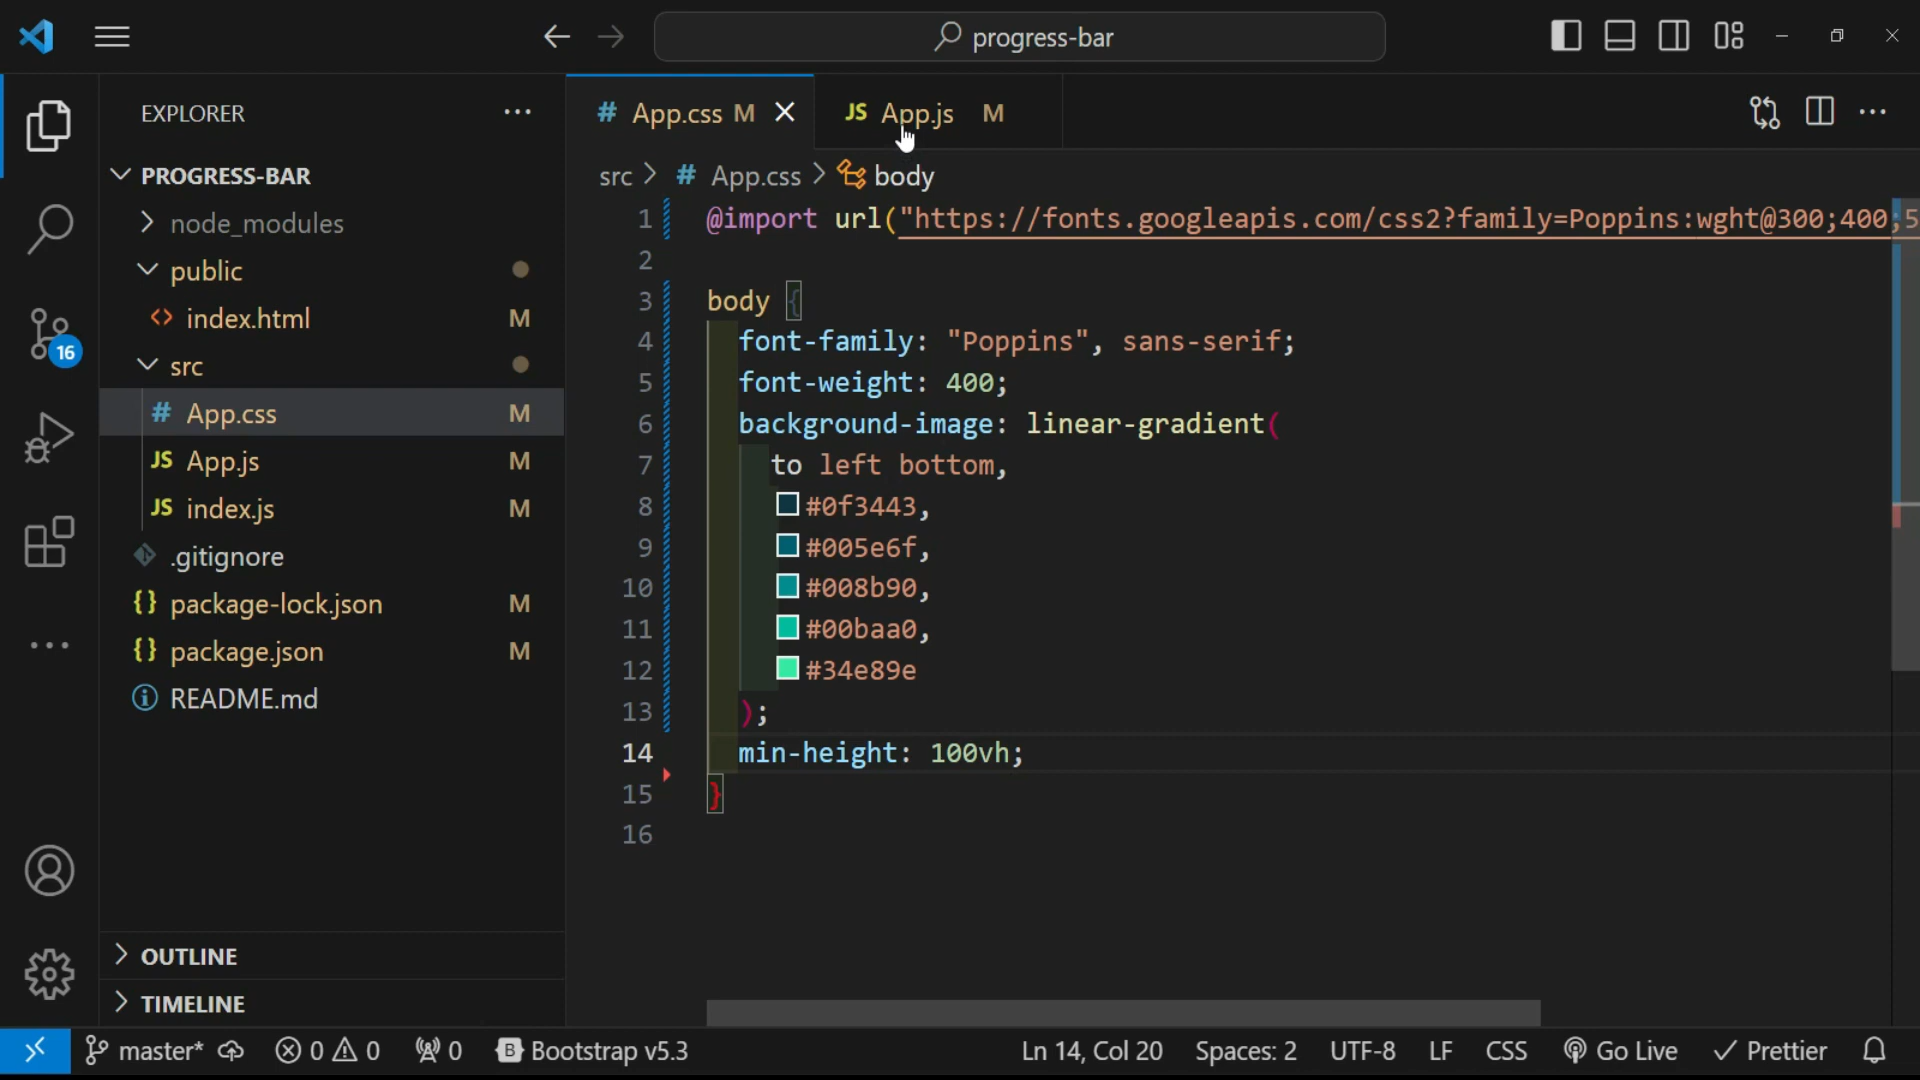 progress-bar
EXPLORER
PROGRESS-BAR
node_modules
public
index.html M
src
App.css M
App.js M
index.js M
.gitignore
package-lock.json M
package.json M
README.md
OUTLINE
TIMELINE
16
App.css M
JS App.js M
src > # App.css > body
1 @import url("https://fonts.googleapis.com/css2?family=Poppins:wght@300;400;5
2
3 body {
4 font-family: "Poppins", sans-serif;
5 font-weight: 400;
6 background-image: linear-gradient(
7 to left bottom,
8 #0f3443,
9 #005e6f,
10 #008b90,
11 #00baa0,
12 #34e89e
13 );
14 min-height: 100vh;
15 }
16
master* 0 0 0 Bootstrap v5.3 Ln 14, Col 20 Spaces: 2 UTF-8 LF CSS Go Live Prettier